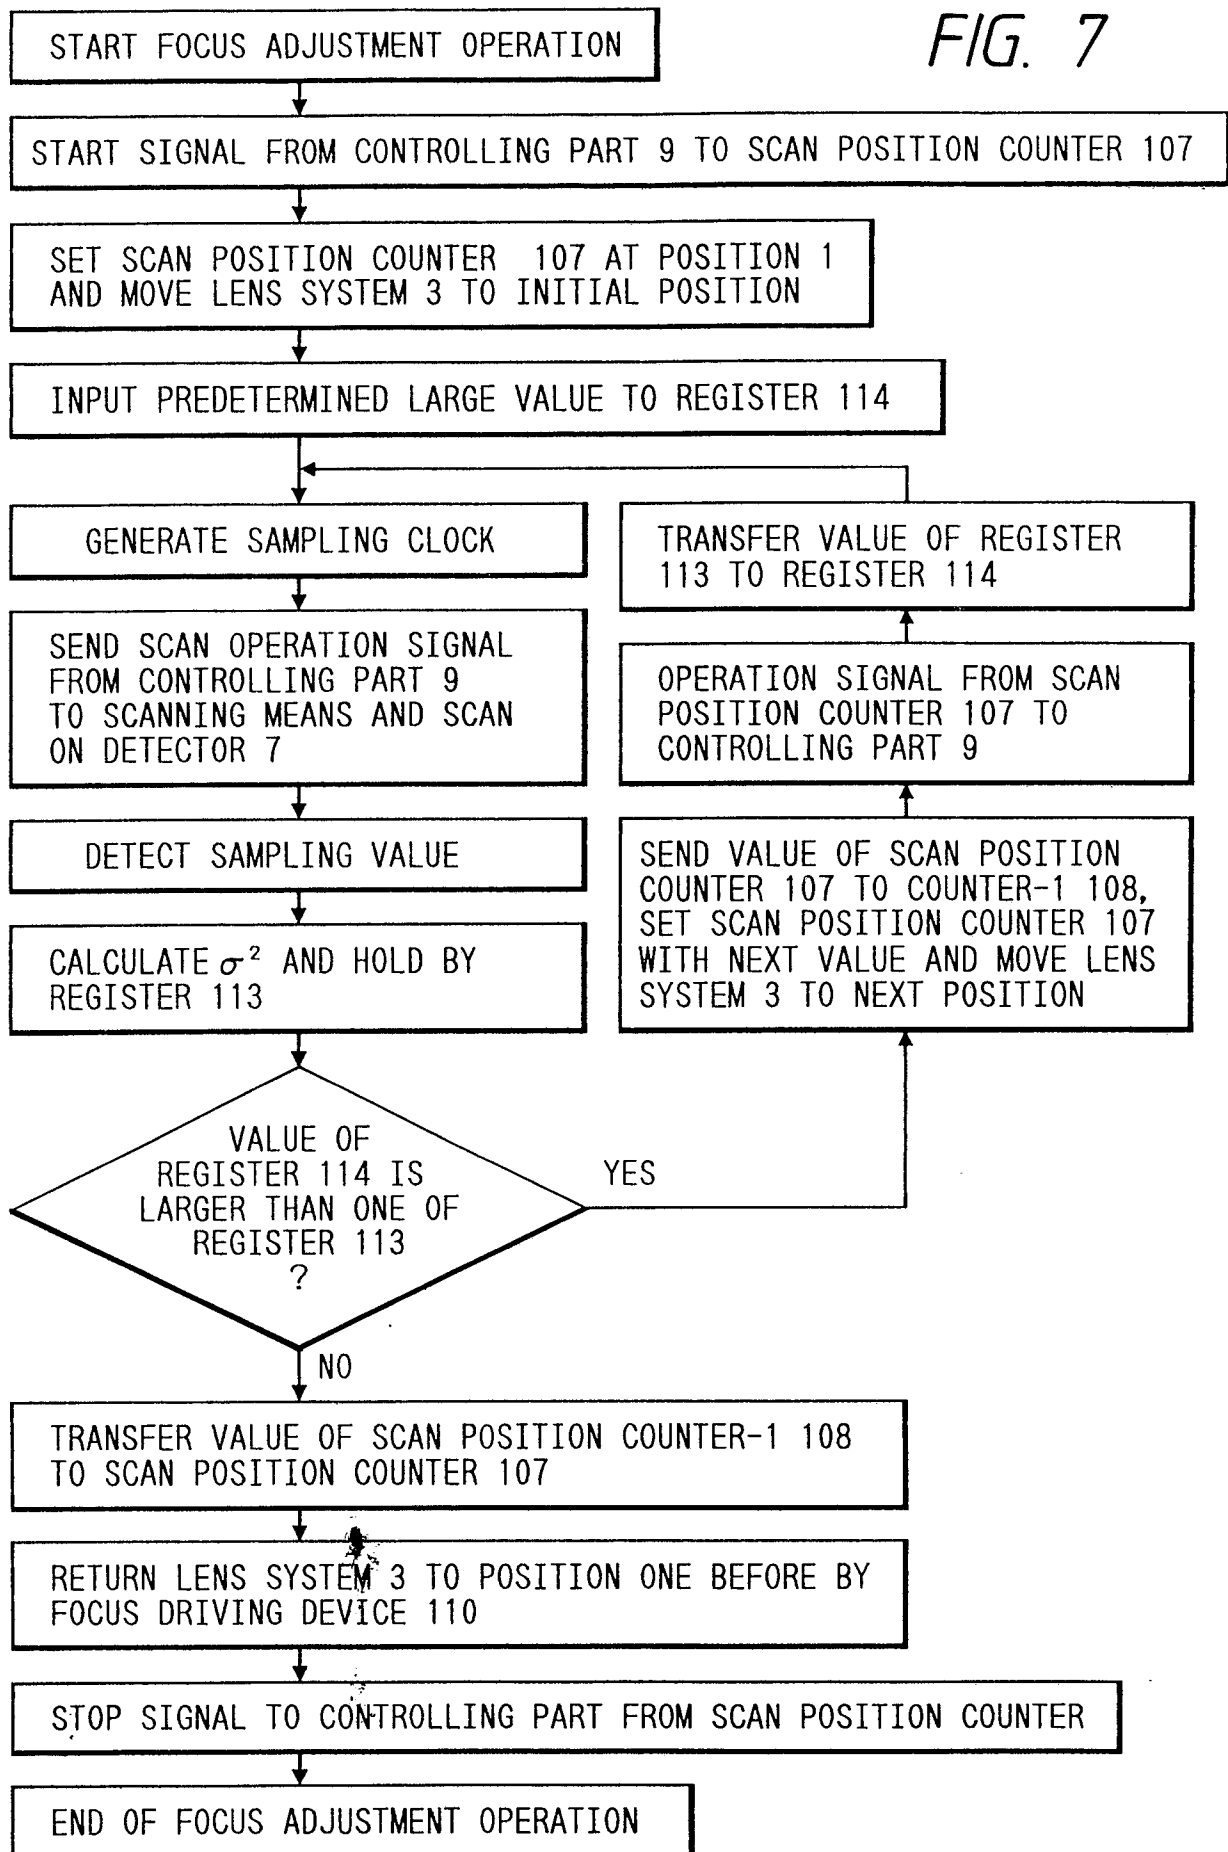 FIG. 7
START FOCUS ADJUSTMENT OPERATION
START SIGNAL FROM CONTROLLING PART 9 TO SCAN POSITION COUNTER 107
SET SCAN POSITION COUNTER 107 AT POSITION 1
AND MOVE LENS SYSTEM 3 TO INITIAL POSITION
INPUT PREDETERMINED LARGE VALUE TO REGISTER 114
GENERATE SAMPLING CLOCK
SEND SCAN OPERATION SIGNAL
FROM CONTROLLING PART 9
TO SCANNING MEANS AND SCAN
ON DETECTOR 7
DETECT SAMPLING VALUE
CALCULATE σ² AND HOLD BY
REGISTER 113
VALUE OF
REGISTER 114 IS
LARGER THAN ONE OF
REGISTER 113
?
YES
SEND VALUE OF SCAN POSITION
COUNTER 107 TO COUNTER-1 108,
SET SCAN POSITION COUNTER 107
WITH NEXT VALUE AND MOVE LENS
SYSTEM 3 TO NEXT POSITION
OPERATION SIGNAL FROM SCAN
POSITION COUNTER 107 TO
CONTROLLING PART 9
TRANSFER VALUE OF REGISTER
113 TO REGISTER 114
NO
TRANSFER VALUE OF SCAN POSITION COUNTER-1 108
TO SCAN POSITION COUNTER 107
RETURN LENS SYSTEM 3 TO POSITION ONE BEFORE BY
FOCUS DRIVING DEVICE 110
STOP SIGNAL TO CONTROLLING PART FROM SCAN POSITION COUNTER
END OF FOCUS ADJUSTMENT OPERATION